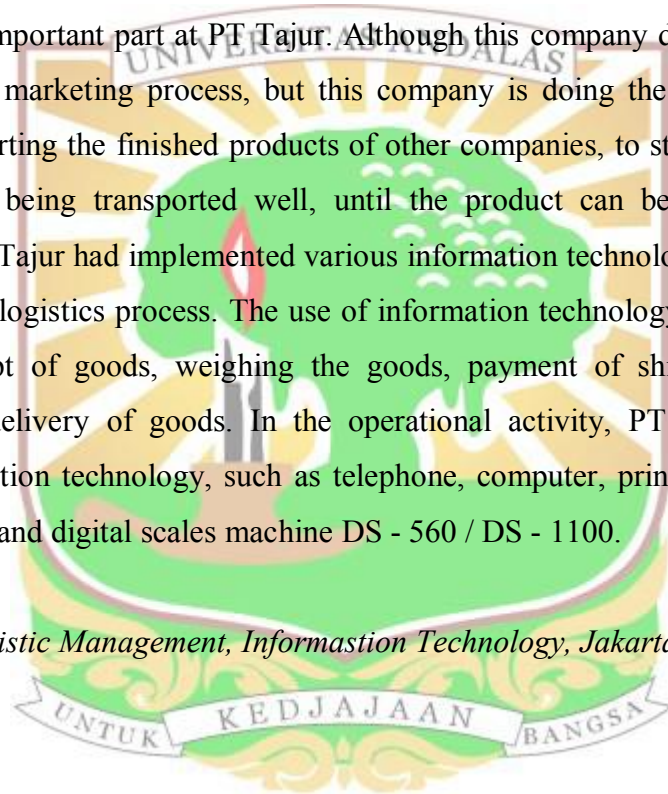 mportant part at PT Tajur. Although this company d
UNIVERSITAS ANDALAS
marketing process, but this company is doing the
rting the finished products of other companies, to st
being transported well, until the product can be
Tajur had implemented various information technolo
logistics process. The use of information technology
pt of goods, weighing the goods, payment of shi
delivery of goods. In the operational activity, PT
tion technology, such as telephone, computer, prin
and digital scales machine DS - 560 / DS - 1100.
istic Management, Informastion Technology, Jakarta
UNTUK KEDJAJAAN BANGSA